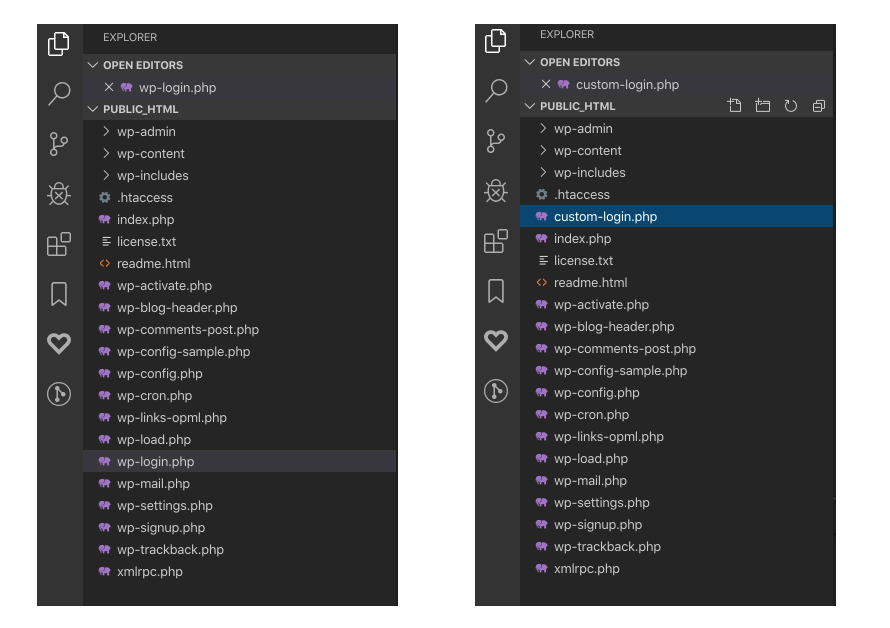 EXPLORER
OPEN EDITORS
wp-login.php
PUBLIC_HTML
wp-admin
wp-content
wp-includes
.htaccess
index.php
license.txt
readme.html
wp-activate.php
wp-blog-header.php
wp-comments-post.php
wp-config-sample.php
wp-config.php
wp-cron.php
wp-links-opml.php
wp-load.php
wp-login.php
wp-mail.php
wp-settings.php
wp-signup.php
wp-trackback.php
xmlrpc.php
EXPLORER
OPEN EDITORS
custom-login.php
PUBLIC_HTML
wp-admin
wp-content
wp-includes
.htaccess
custom-login.php
index.php
license.txt
readme.html
wp-activate.php
wp-blog-header.php
wp-comments-post.php
wp-config-sample.php
wp-config.php
wp-cron.php
wp-links-opml.php
wp-load.php
wp-mail.php
wp-settings.php
wp-signup.php
wp-trackback.php
xmlrpc.php